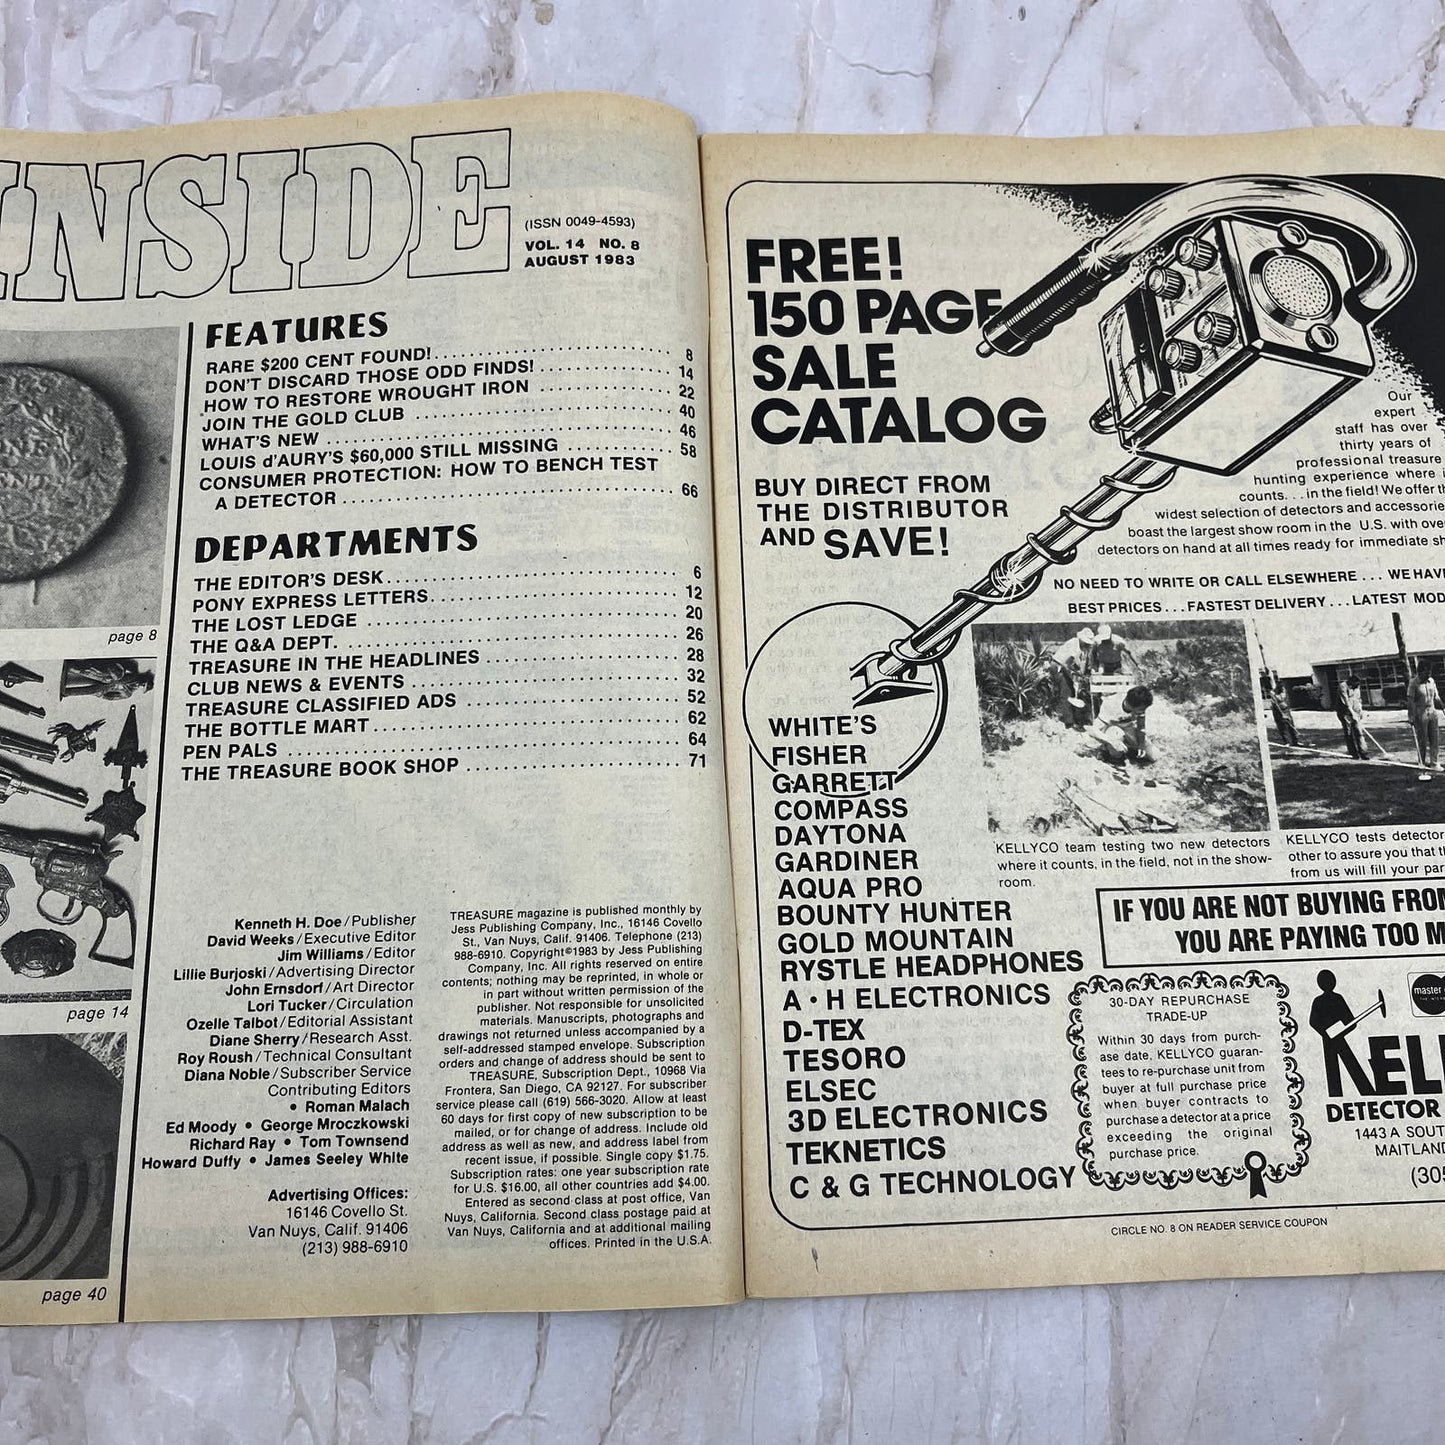 INSIDE
(ISSN 0049-4593)
VOL. 14 NO. 8
AUGUST 1983
FEATURES
RARE $200 CENT FOUND! 8
DON'T DISCARD THOSE ODD FINDS! 14
HOW TO RESTORE WROUGHT IRON 22
JOIN THE GOLD CLUB 40
WHAT'S NEW 46
LOUIS d'AURY'S $60,000 STILL MISSING 58
CONSUMER PROTECTION: HOW TO BENCH TEST
A DETECTOR 66
DEPARTMENTS
THE EDITOR'S DESK 6
PONY EXPRESS LETTERS 12
THE LOST LEDGE 20
THE Q&A DEPT. 26
TREASURE IN THE HEADLINES 28
CLUB NEWS & EVENTS 32
TREASURE CLASSIFIED ADS 52
THE BOTTLE MART 62
PEN PALS 64
THE TREASURE BOOK SHOP 71
page 8
page 14
page 40
Kenneth H. Doe/Publisher
David Weeks/Executive Editor
Jim Williams/Editor
Lillie Burjoski/Advertising Director
John Ernsdorf/Art Director
Lori Tucker/Circulation
Ozelle Talbot/Editorial Assistant
Diane Sherry/Research Asst.
Roy Roush/Technical Consultant
Diana Noble/Subscriber Service
Contributing Editors
• Roman Malach
Ed Moody • George Mroczkowski
Richard Ray • Tom Townsend
Howard Duffy • James Seeley White
Advertising Offices:
16146 Covello St.
Van Nuys, Calif. 91406
(213) 988-6910
TREASURE magazine is published monthly by
Jess Publishing Company, Inc., 16146 Covello
St., Van Nuys, Calif. 91406. Telephone (213)
988-6910. Copyright©1983 by Jess Publishing
Company, Inc. All rights reserved on entire
contents; nothing may be reprinted, in whole or
in part without written permission of the
publisher. Not responsible for unsolicited
materials. Manuscripts, photographs and
drawings not returned unless accompanied by a
self-addressed stamped envelope. Subscription
orders and change of address should be sent to
TREASURE, Subscription Dept., 10968 Via
Frontera, San Diego, CA 92127. For subscriber
service please call (619) 566-3020. Allow at least
60 days for first copy of new subscription to be
mailed, or for change of address. Include old
address as well as new, and address label from
recent issue, if possible. Single copy $1.75.
Subscription rates: one year subscription rate
for U.S. $16.00, all other countries add $4.00.
Entered as second class at post office, Van
Nuys, California. Second class postage paid at
Van Nuys, California and at additional mailing
offices. Printed in the U.S.A.
FREE!
150 PAGE
SALE
CATALOG
BUY DIRECT FROM
THE DISTRIBUTOR
AND SAVE!
Our
expert
staff has over
thirty years of
professional treasure
hunting experience where i
counts. . . in the field! We offer th
widest selection of detectors and accessorie
boast the largest show room in the U.S. with over
detectors on hand at all times ready for immediate sh
NO NEED TO WRITE OR CALL ELSEWHERE . . . WE HAVE
BEST PRICES . . . FASTEST DELIVERY . . . LATEST MOD
WHITE'S
FISHER
GARRETT
COMPASS
DAYTONA
GARDINER
AQUA PRO
BOUNTY HUNTER
GOLD MOUNTAIN
RYSTLE HEADPHONES
A • H ELECTRONICS
D-TEX
TESORO
ELSEC
3D ELECTRONICS
TEKNETICS
C & G TECHNOLOGY
KELLYCO team testing two new detectors
where it counts, in the field, not in the show-
room.
KELLYCO tests detector
other to assure you that th
from us will fill your par
IF YOU ARE NOT BUYING FROM
YOU ARE PAYING TOO M
30-DAY REPURCHASE
TRADE-UP
Within 30 days from purch-
ase date, KELLYCO guaran-
tees to re-purchase unit from
buyer at full purchase price
when buyer contracts to
purchase a detector at a price
exceeding the original
purchase price.
master
KELL
DETECTOR
1443 A SOUT
MAITLAND
(305
CIRCLE NO. 8 ON READER SERVICE COUPON